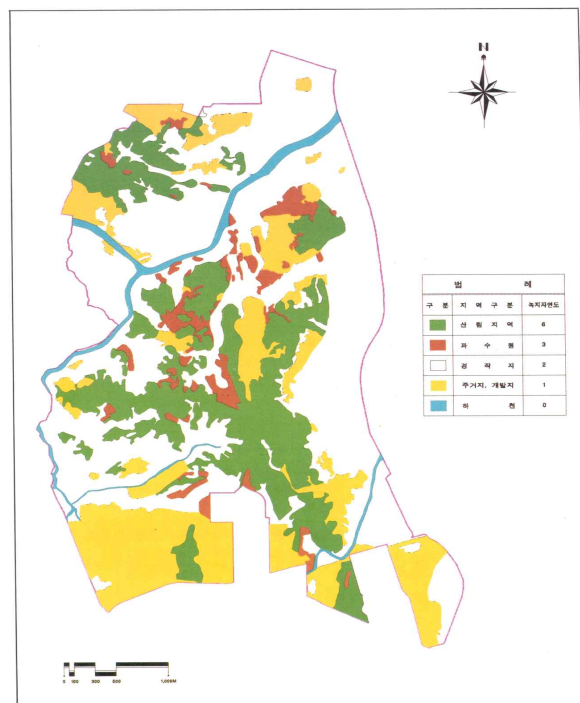 N
범 례
구 분 지 역 구 분 녹지자연도
산 림 지 역 6
과 수 원 3
경 작 지 2
주거지, 개발지 1
하 천 0
0 100 300 500 1,000M